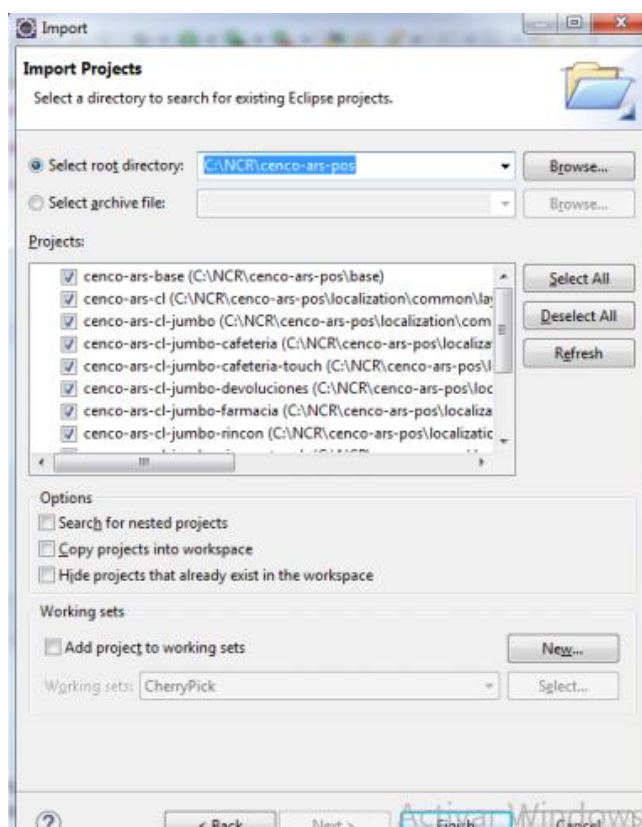 Import
Import Projects
Select a directory to search for existing Eclipse projects.
Select root directory: C:\NCR\cenco-ars-pos Browse...
Select archive file: Browse...
Projects:
cenco-ars-base (C:\NCR\cenco-ars-pos\base)
cenco-ars-cl (C:\NCR\cenco-ars-pos\localization\common\la
cenco-ars-cl-jumbo (C:\NCR\cenco-ars-pos\localization\com
cenco-ars-cl-jumbo-cafeteria (C:\NCR\cenco-ars-pos\localiza
cenco-ars-cl-jumbo-cafeteria-touch (C:\NCR\cenco-ars-pos\l
cenco-ars-cl-jumbo-devoluciones (C:\NCR\cenco-ars-pos\loc
cenco-ars-cl-jumbo-farmacia (C:\NCR\cenco-ars-pos\localiza
cenco-ars-cl-jumbo-rincon (C:\NCR\cenco-ars-pos\localizatic
Select All
Deselect All
Refresh
Options
Search for nested projects
Copy projects into workspace
Hide projects that already exist in the workspace
Working sets
Add project to working sets New...
Working sets: CherryPick Select...
Activar Windows
? < Back Next > Finish Cancel